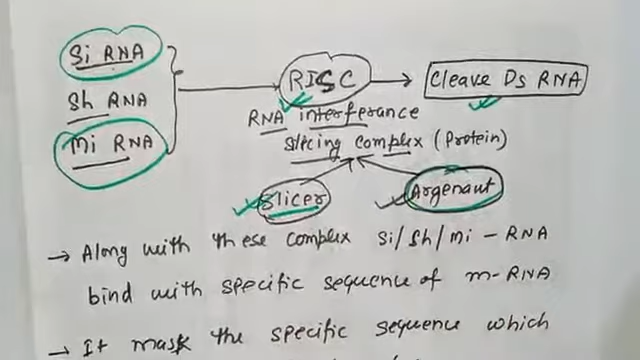 Si RNA
Sh RNA
Mi RNA
RISC
Cleave Ds RNA
RNA interferance
slicing complex (Protein)
Slicer
Argenaut
→ Along with these complex Si/Sh/Mi-RNA
bind with specific sequence of m-RNA
→ It mask the specific sequence which